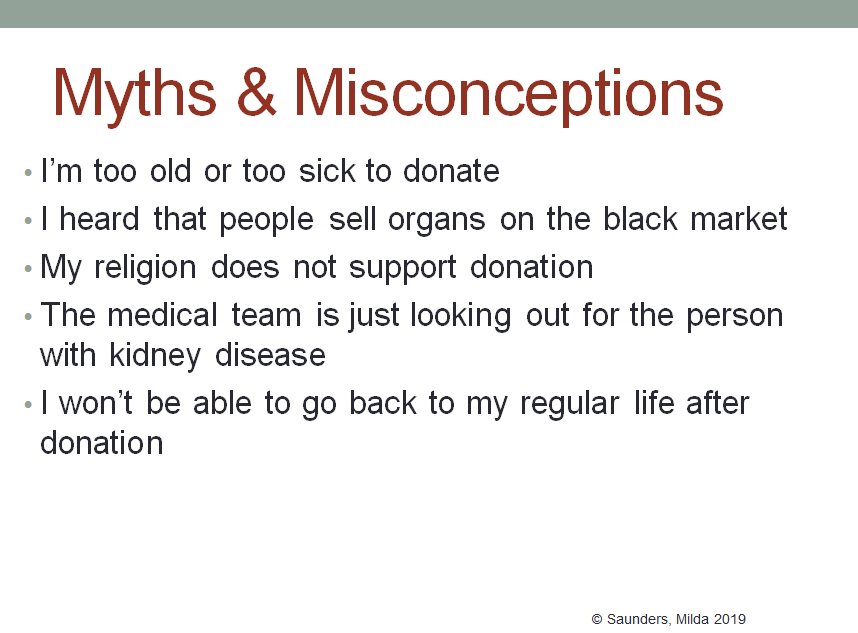 Myths & Misconceptions
• I’m too old or too sick to donate
• I heard that people sell organs on the black market
• My religion does not support donation
• The medical team is just looking out for the person
with kidney disease
• I won’t be able to go back to my regular life after
donation
© Saunders, Milda 2019